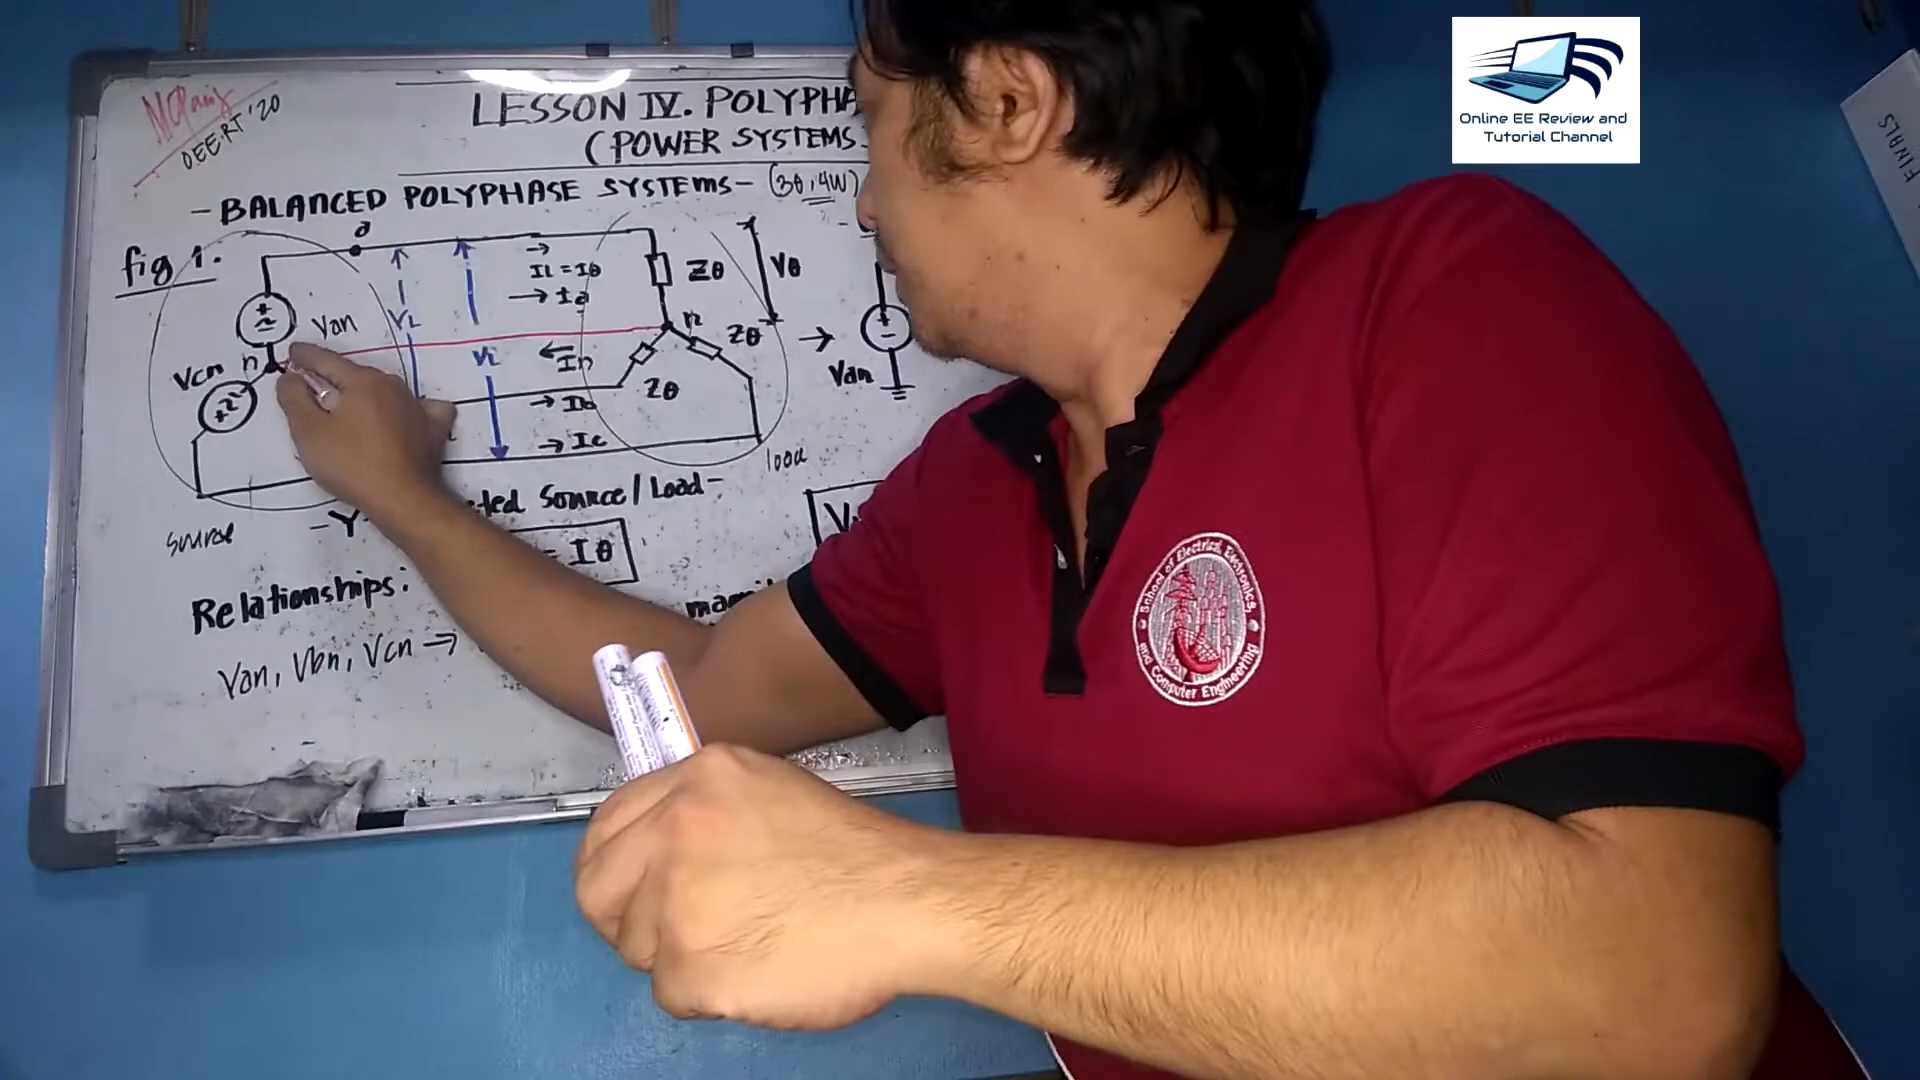 OEE.RT '20
LESSON IV. POLYPHA
(POWER SYSTEMS
- BALANCED POLYPHASE SYSTEMS- (3θ, 4W)
fig 1.
a
Van
Vcn
n
VL
VL
IL = Iθ
→ Ia
← In
→ Ib
→ Ic
Zθ
Zθ
Zθ
n
Vθ
Van
source
load
-Y- cted Source/Load-
= Iθ
Relationships:
Van, Vbn, Vcn →
Online EE Review and
Tutorial Channel
FINALS
School of Electrical, Electronics,
and Computer Engineering